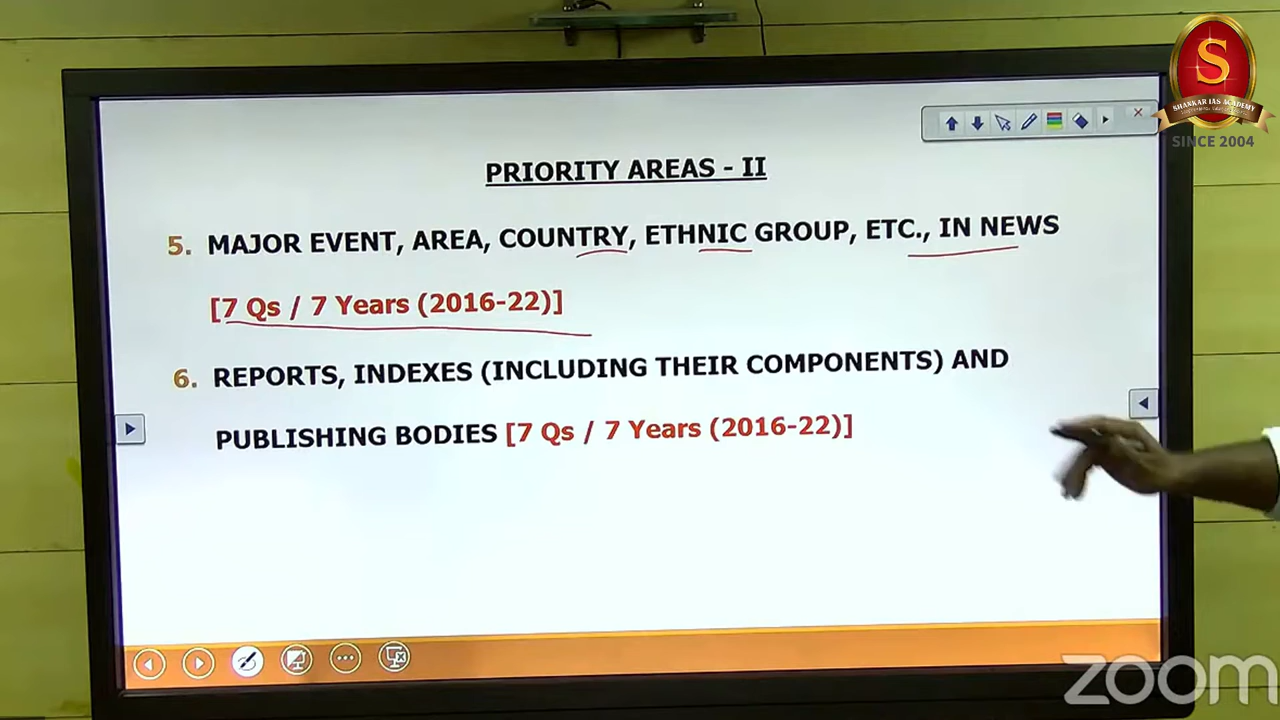 S
SHANKAR IAS ACADEMY
SINCE 2004
PRIORITY AREAS - II
5. MAJOR EVENT, AREA, COUNTRY, ETHNIC GROUP, ETC., IN NEWS
[7 Qs / 7 Years (2016-22)]
6. REPORTS, INDEXES (INCLUDING THEIR COMPONENTS) AND
PUBLISHING BODIES [7 Qs / 7 Years (2016-22)]
zoom